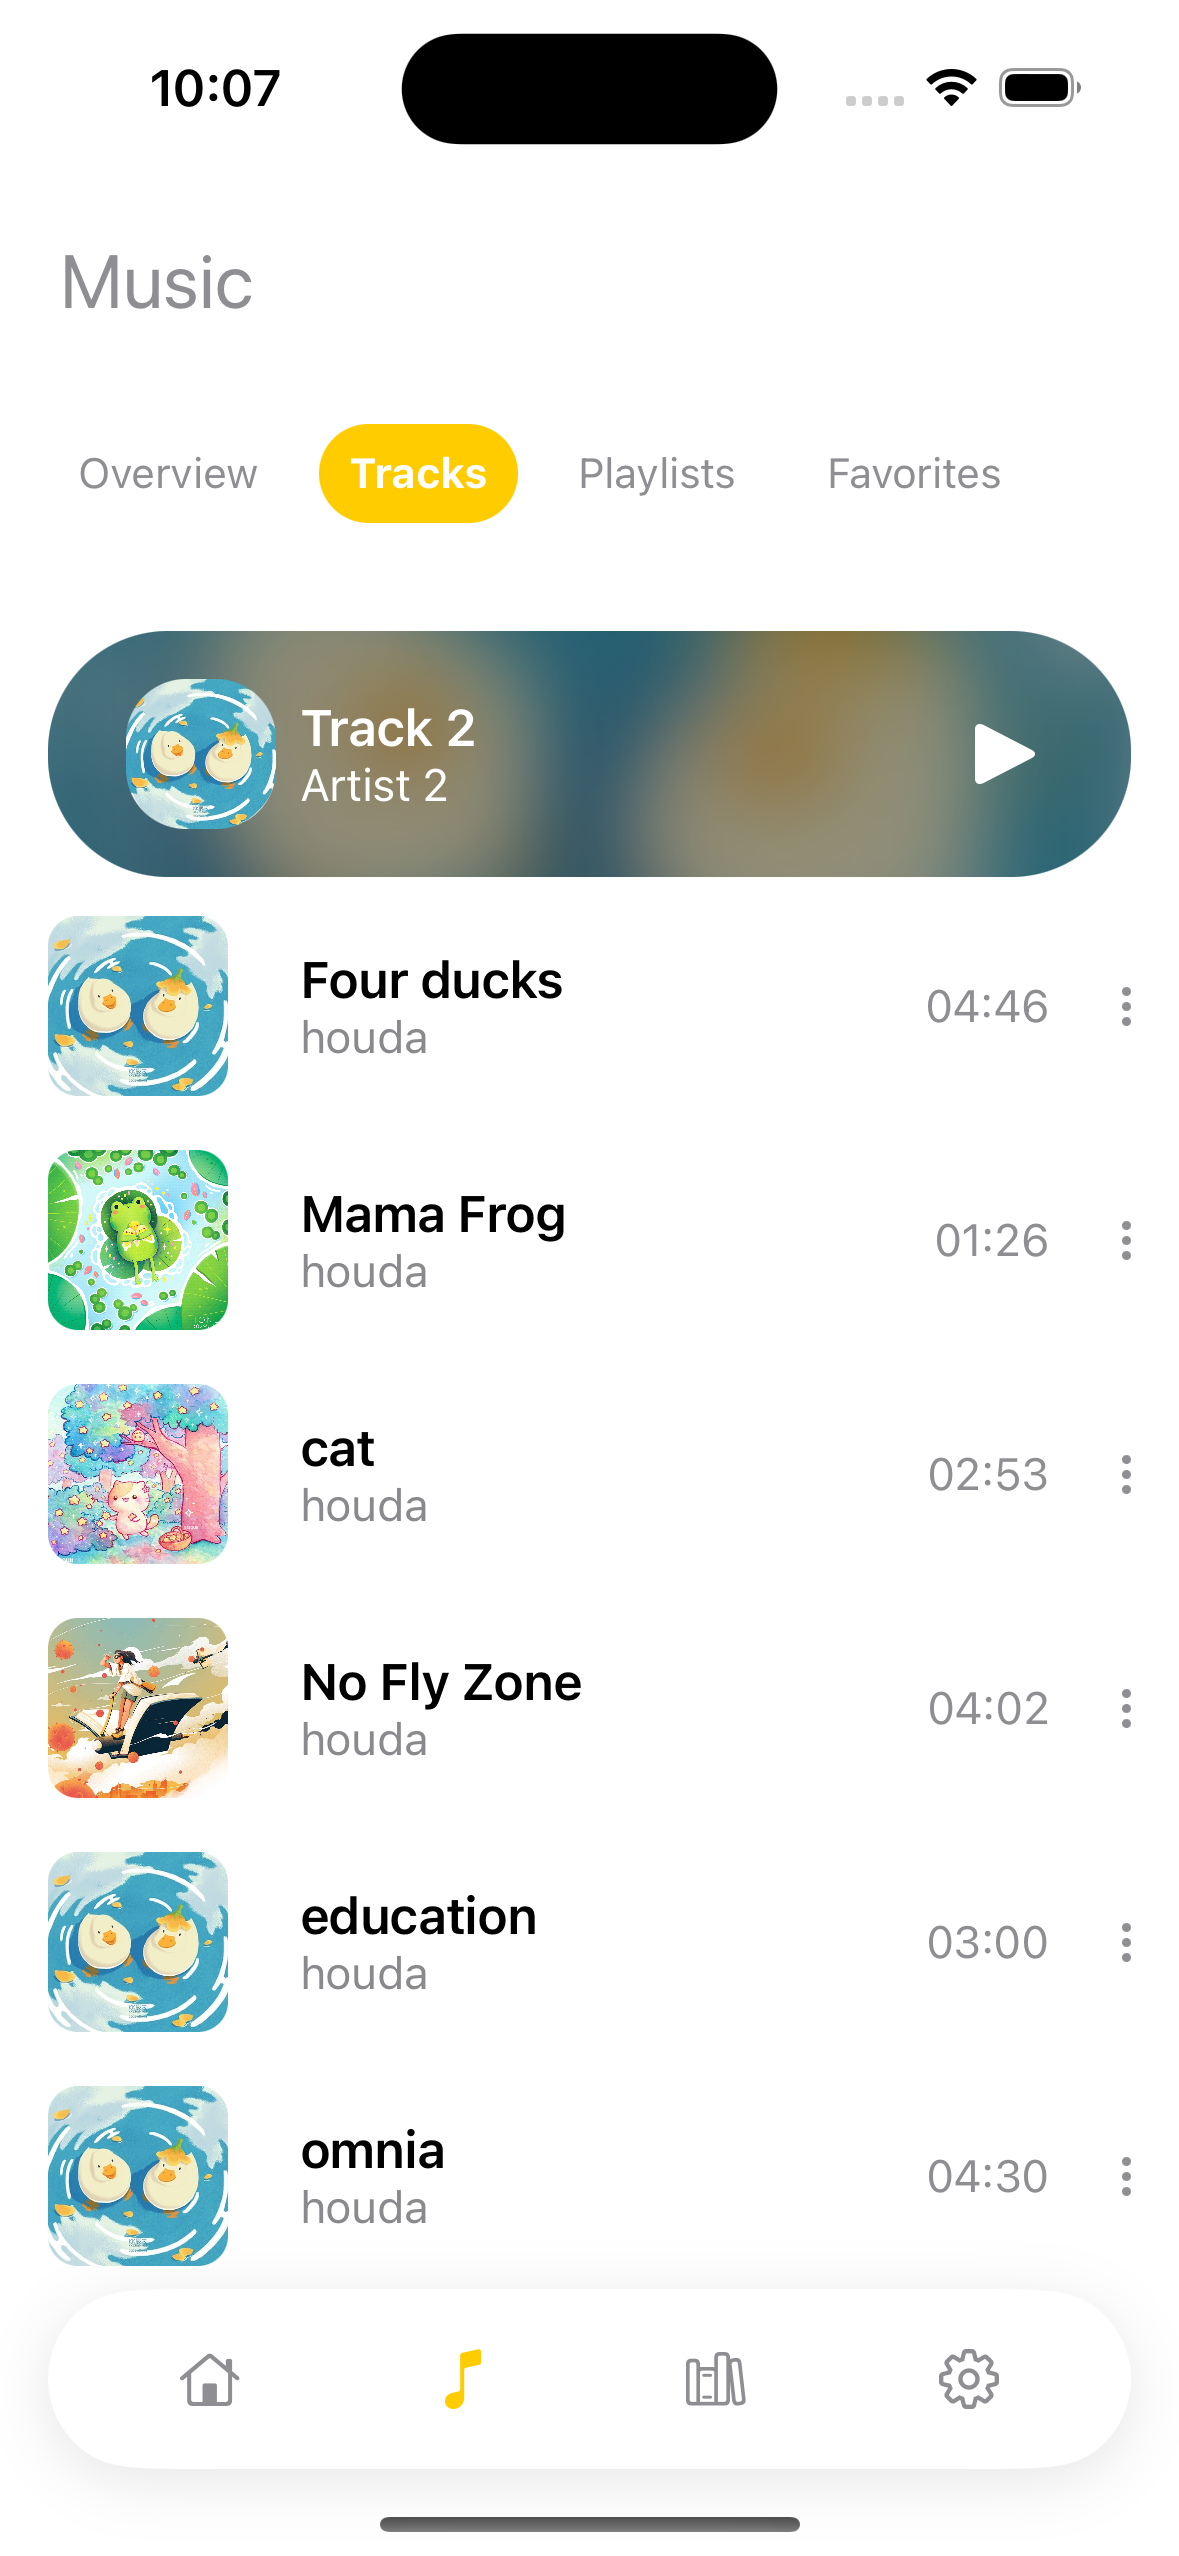 10:07
Music
Overview Tracks Playlists Favorites
Track 2
Artist 2
Four ducks
houda
04:46
Mama Frog
houda
01:26
cat
houda
02:53
No Fly Zone
houda
04:02
education
houda
03:00
omnia
houda
04:30